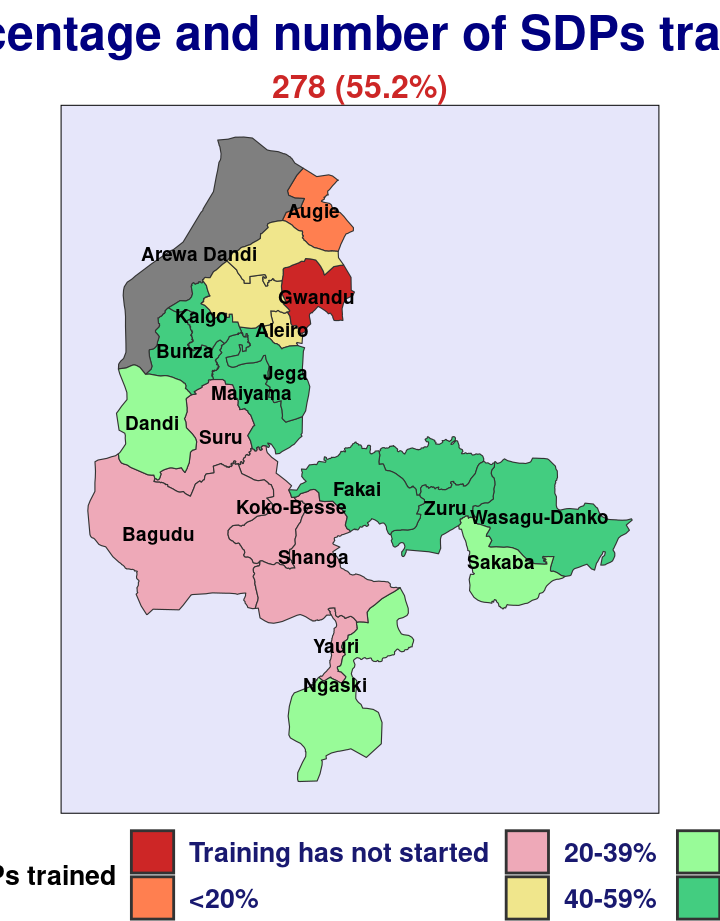 centage and number of SDPs tra
278 (55.2%)
Augie
Arewa Dandi
Gwandu
Kalgo
Aleiro
Bunza
Jega
Maiyama
Dandi
Suru
Fakai
Koko-Besse
Zuru
Wasagu-Danko
Bagudu
Shanga
Sakaba
Yauri
Ngaski
Ps trained
Training has not started
20-39%
<20%
40-59%